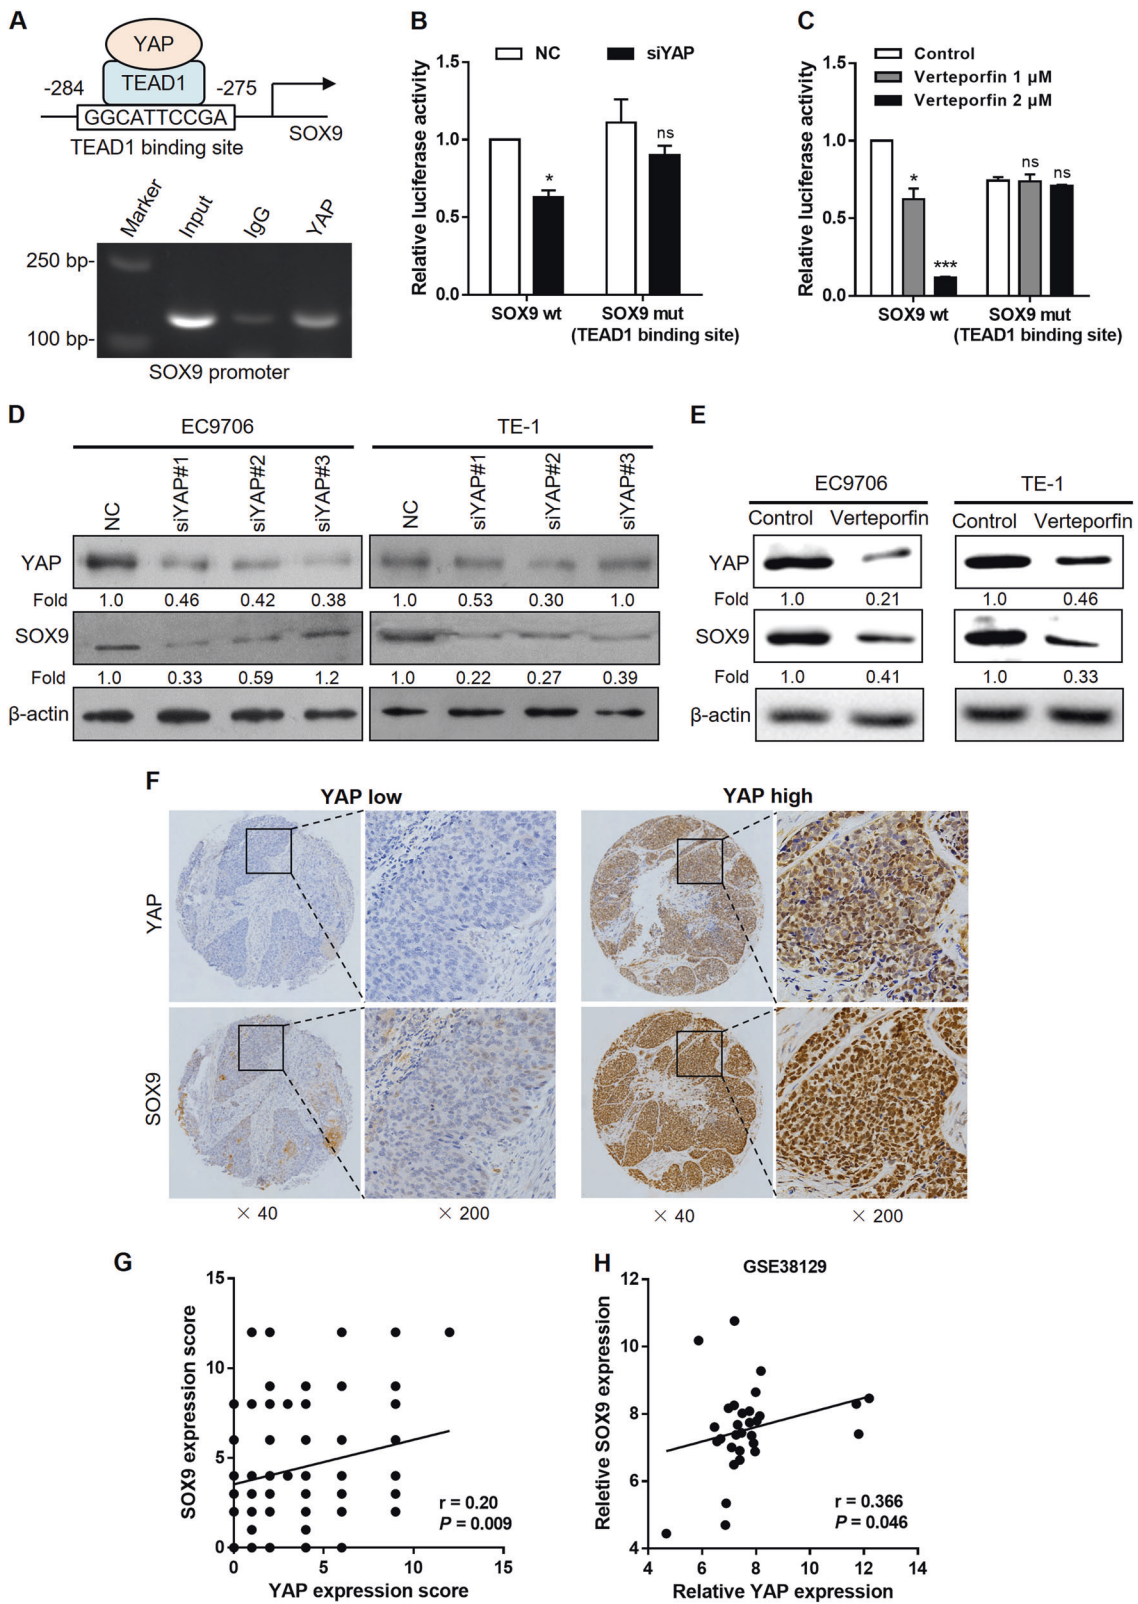 A
YAP
TEAD1
-284
-275
GGCATTCCGA
SOX9
TEAD1 binding site
Marker
Input
IgG
YAP
250 bp-
100 bp-
SOX9 promoter
B
NC
siYAP
Relative luciferase activity
1.5
1.0
0.5
0.0
*
ns
SOX9 wt
SOX9 mut
(TEAD1 binding site)
C
Control
Verteporfin 1 μM
Verteporfin 2 μM
Relative luciferase activity
1.5
1.0
0.5
0.0
*
***
ns
ns
SOX9 wt
SOX9 mut
(TEAD1 binding site)
D
EC9706
TE-1
NC
siYAP#1
siYAP#2
siYAP#3
NC
siYAP#1
siYAP#2
siYAP#3
YAP
Fold 1.0 0.46 0.42 0.38 1.0 0.53 0.30 1.0
SOX9
Fold 1.0 0.33 0.59 1.2 1.0 0.22 0.27 0.39
β-actin
E
EC9706
TE-1
Control Verteporfin Control Verteporfin
YAP
Fold 1.0 0.21 1.0 0.46
SOX9
Fold 1.0 0.41 1.0 0.33
β-actin
F
YAP low
YAP high
YAP
SOX9
× 40
× 200
× 40
× 200
G
SOX9 expression score
15
10
5
0
r = 0.20
P = 0.009
0 5 10 15
YAP expression score
H
GSE38129
Reletive SOX9 expression
12
10
8
6
4
r = 0.366
P = 0.046
4 6 8 10 12 14
Relative YAP expression